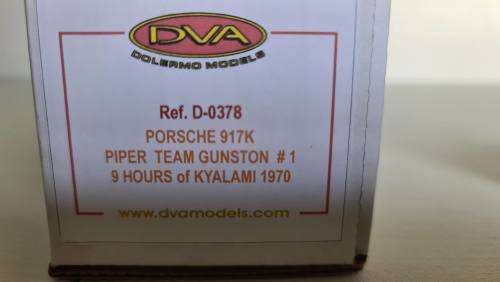 DVA
DOLERMO MODELS
Ref. D-0378
PORSCHE 917K
PIPER TEAM GUNSTON # 1
9 HOURS of KYALAMI 1970
www.dvamodels.com